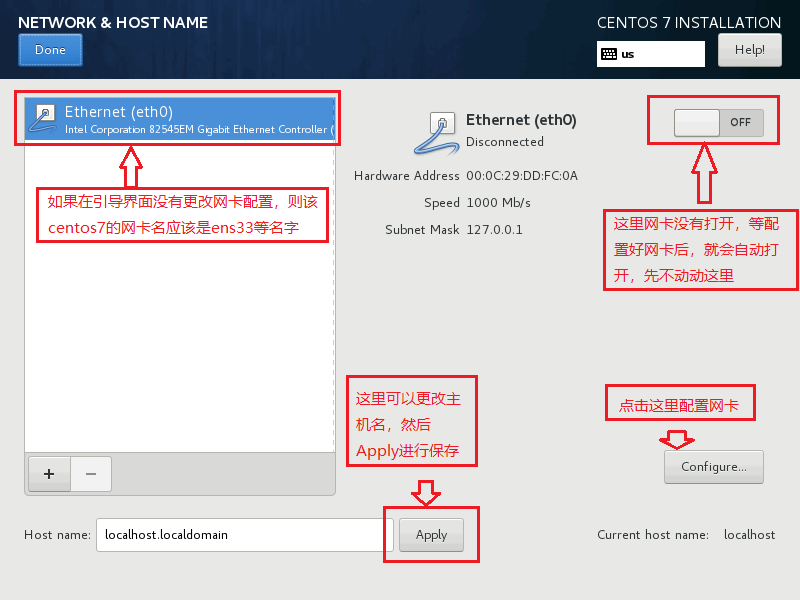 NETWORK & HOST NAME
CENTOS 7 INSTALLATION
Done
us
Help!
Ethernet (eth0)
Intel Corporation 82545EM Gigabit Ethernet Controller (
如果在引导界面没有更改网卡配置，则该
centos7的网卡名应该是ens33等名字
Ethernet (eth0)
Disconnected
Hardware Address 00:0C:29:DD:FC:0A
Speed 1000 Mb/s
Subnet Mask 127.0.0.1
OFF
这里网卡没有打开，等配
置好网卡后，就会自动打
开，先不动动这里
这里可以更改主
机名，然后
Apply进行保存
点击这里配置网卡
+ −
Configure...
Host name: localhost.localdomain
Apply
Current host name: localhost